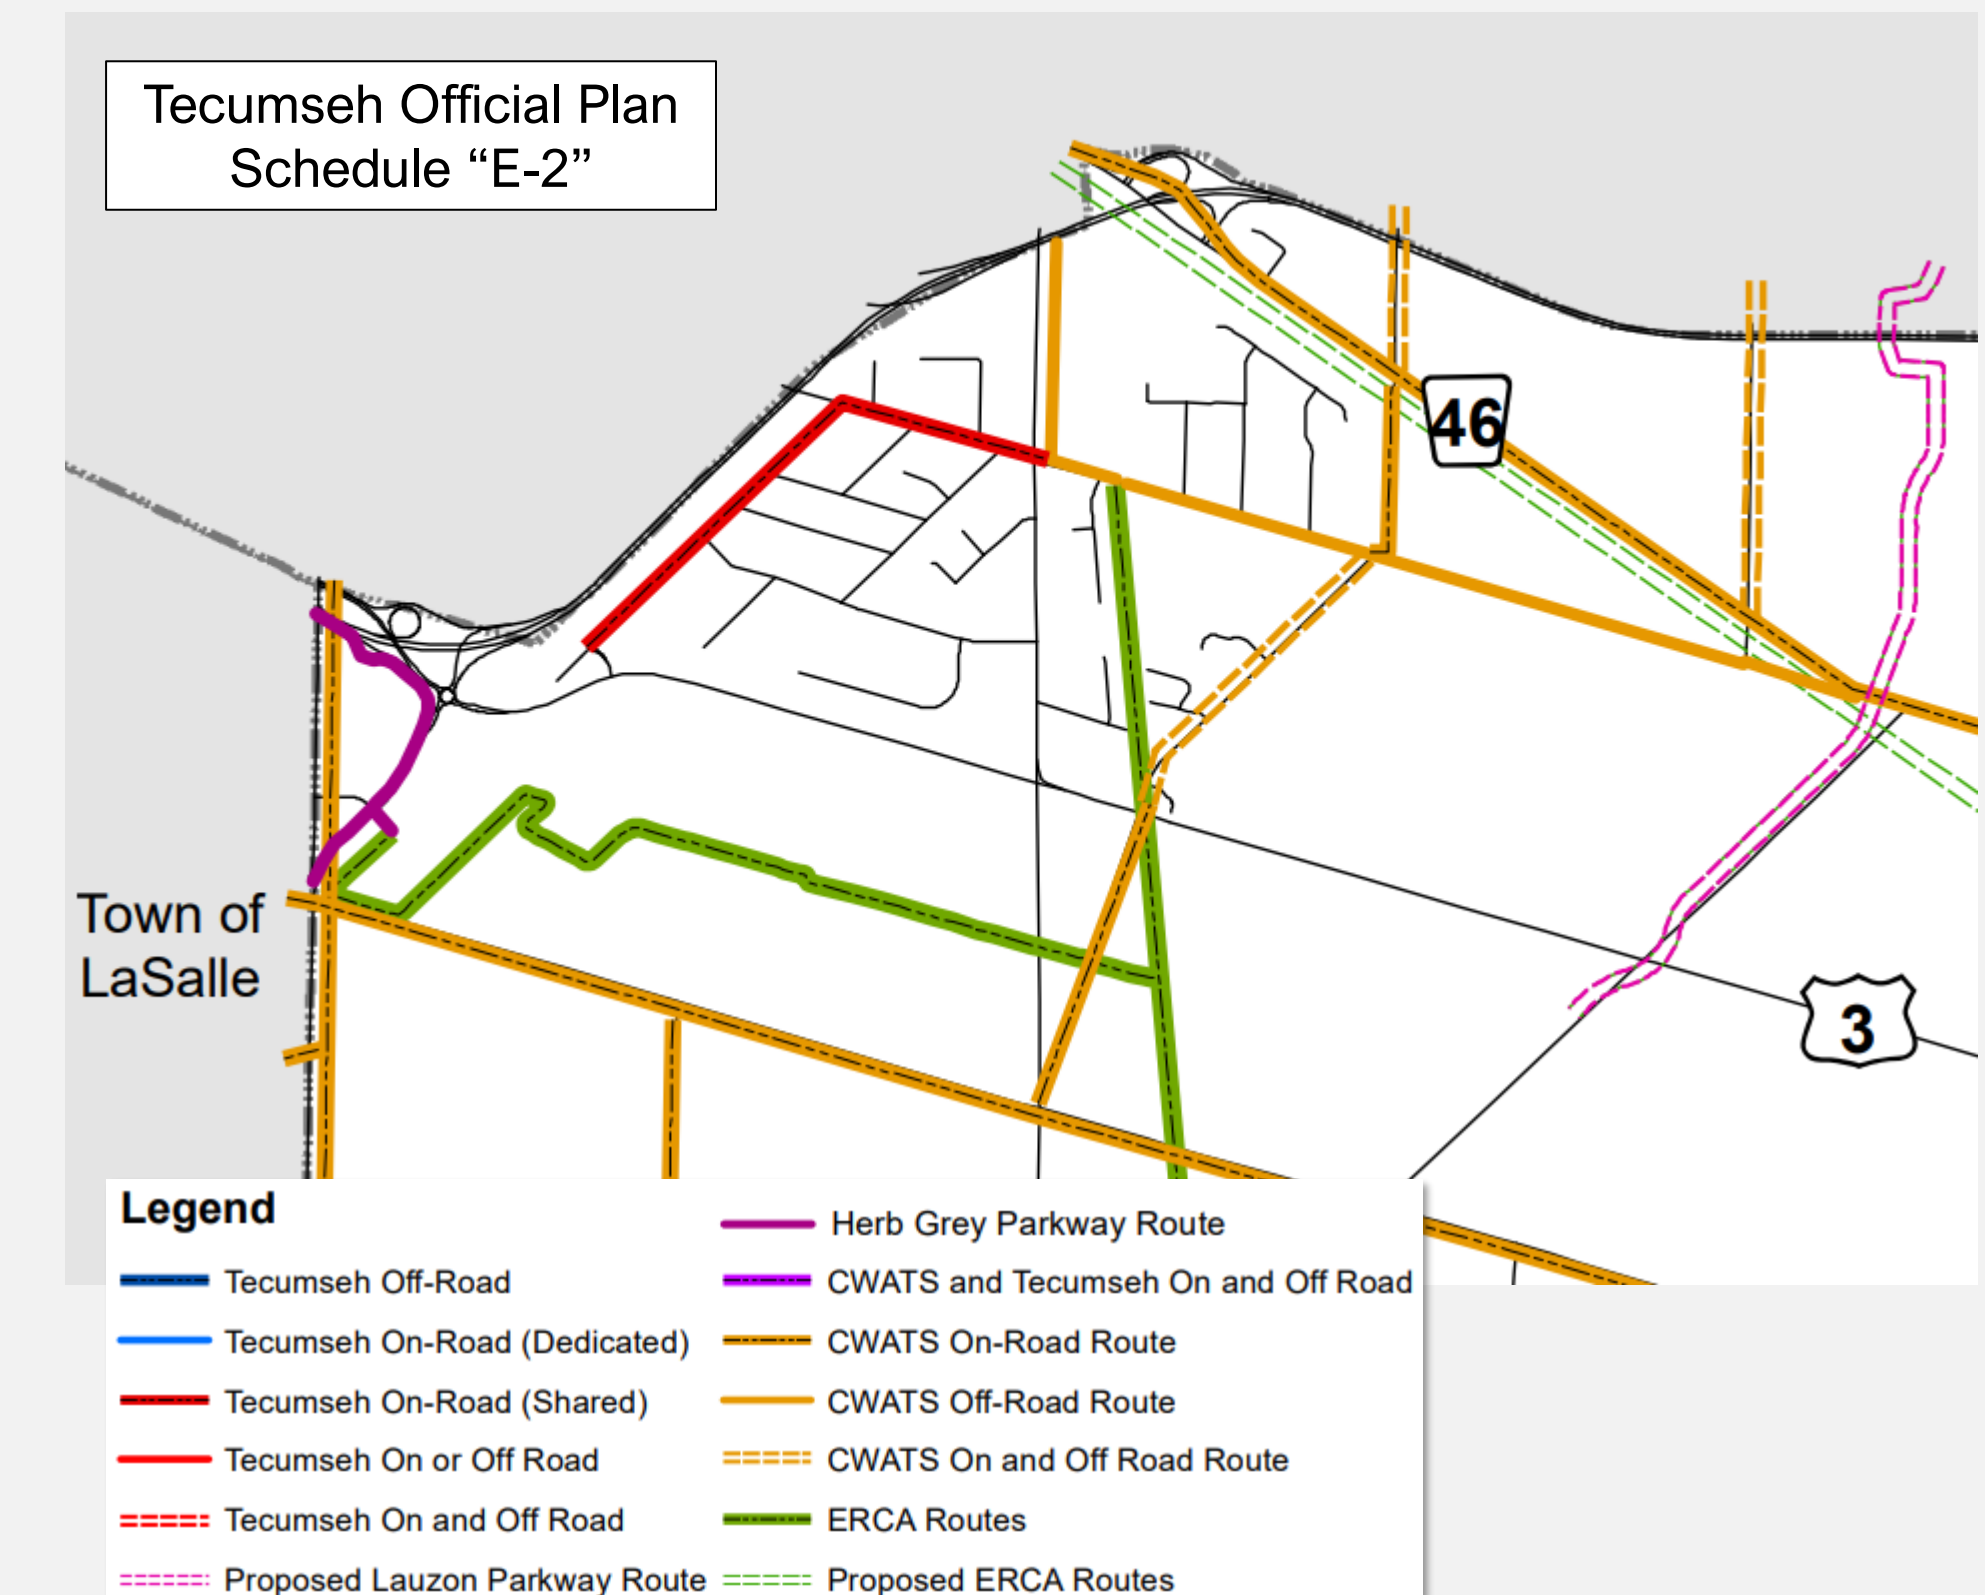 Tecumseh Official Plan
Schedule “E-2”
46
Town of
LaSalle
3
Legend
Tecumseh Off-Road
Tecumseh On-Road (Dedicated)
Tecumseh On-Road (Shared)
Tecumseh On or Off Road
Tecumseh On and Off Road
Proposed Lauzon Parkway Route
Herb Grey Parkway Route
CWATS and Tecumseh On and Off Road
CWATS On-Road Route
CWATS Off-Road Route
CWATS On and Off Road Route
ERCA Routes
Proposed ERCA Routes